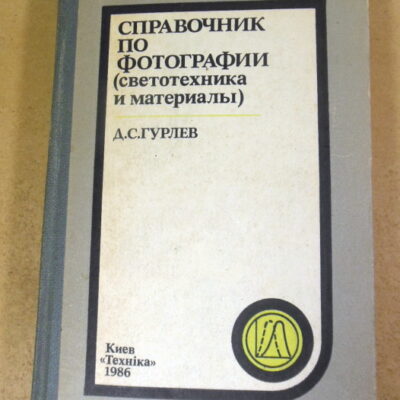 СПРАВОЧНИК
ПО
ФОТОГРАФИИ
(светотехника
и материалы)
Д.С.ГУРЛЕВ
Киев
«Техніка»
1986